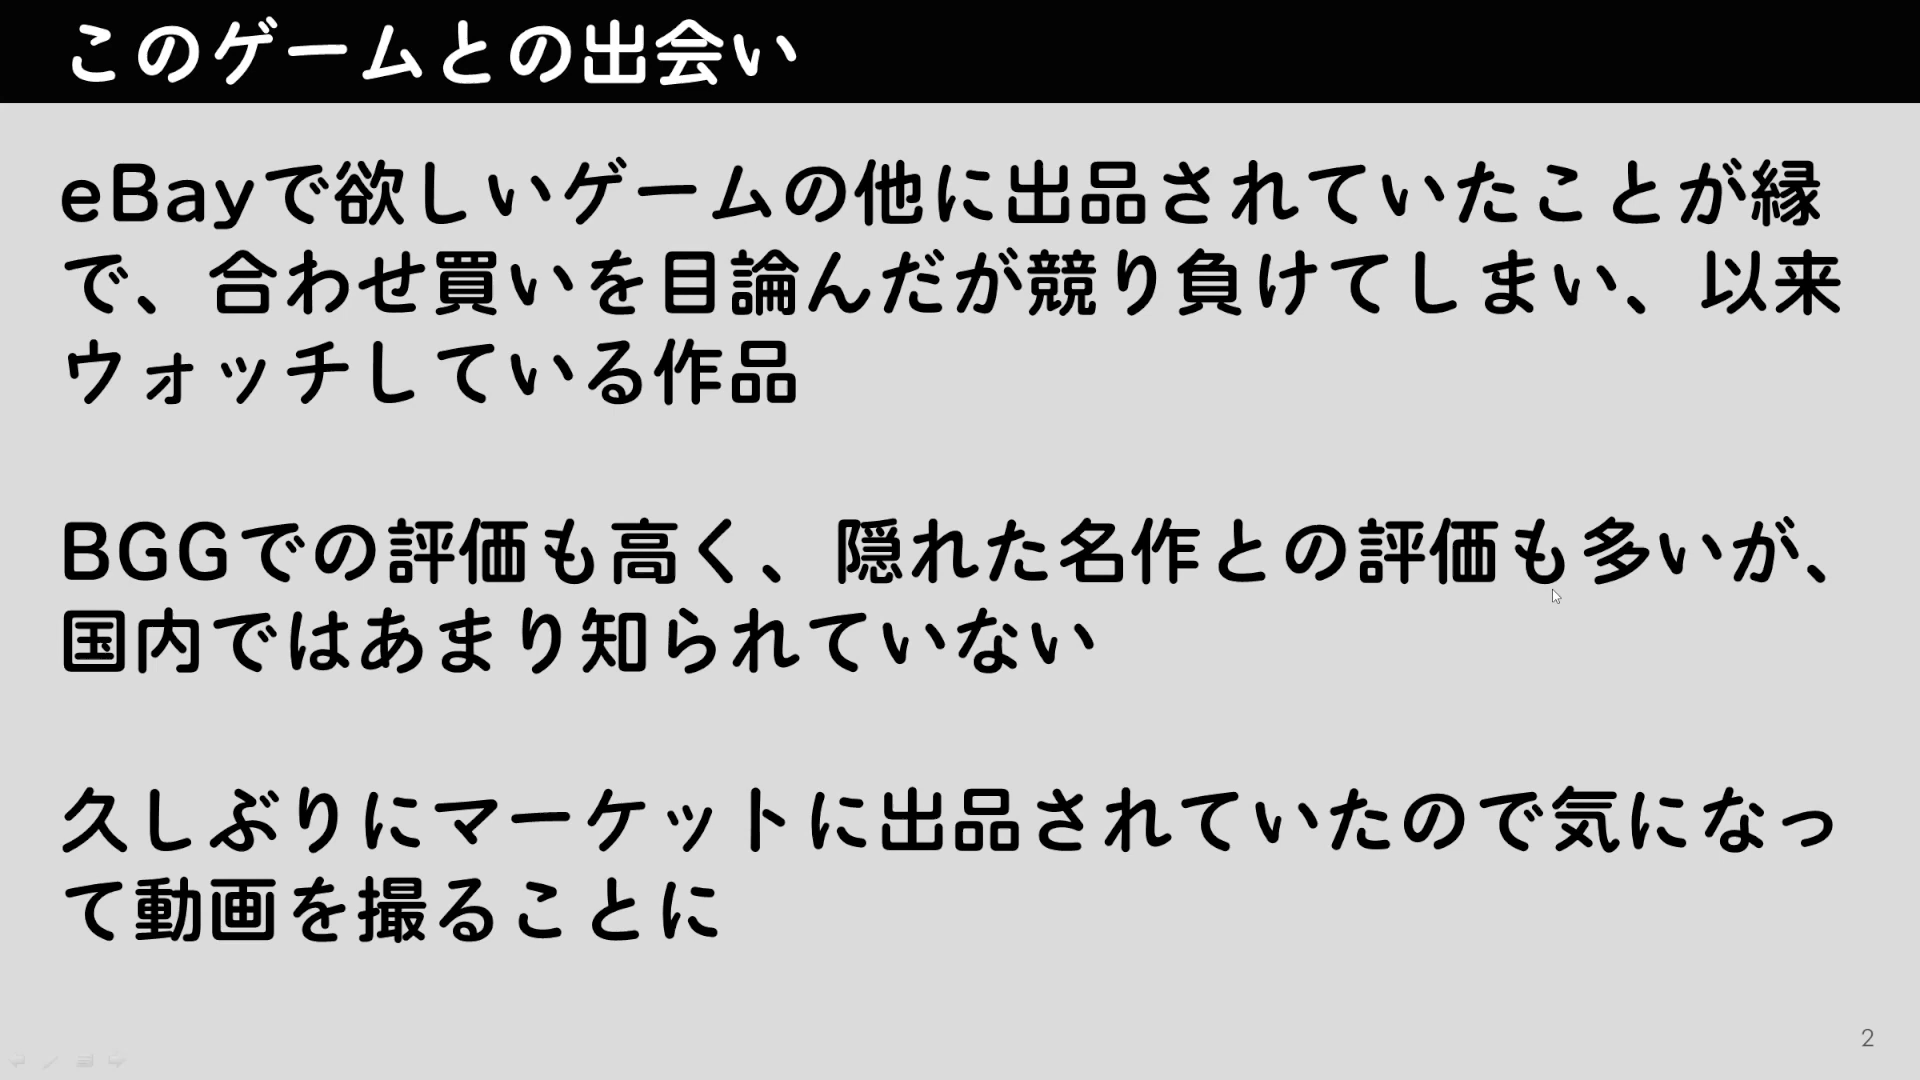 このゲームとの出会い
eBayで欲しいゲームの他に出品されていたことが縁
で、合わせ買いを目論んだが競り負けてしまい、以来
ウォッチしている作品
BGGでの評価も高く、隠れた名作との評価も多いが、
国内ではあまり知られていない
久しぶりにマーケットに出品されていたので気になっ
て動画を撮ることに
2